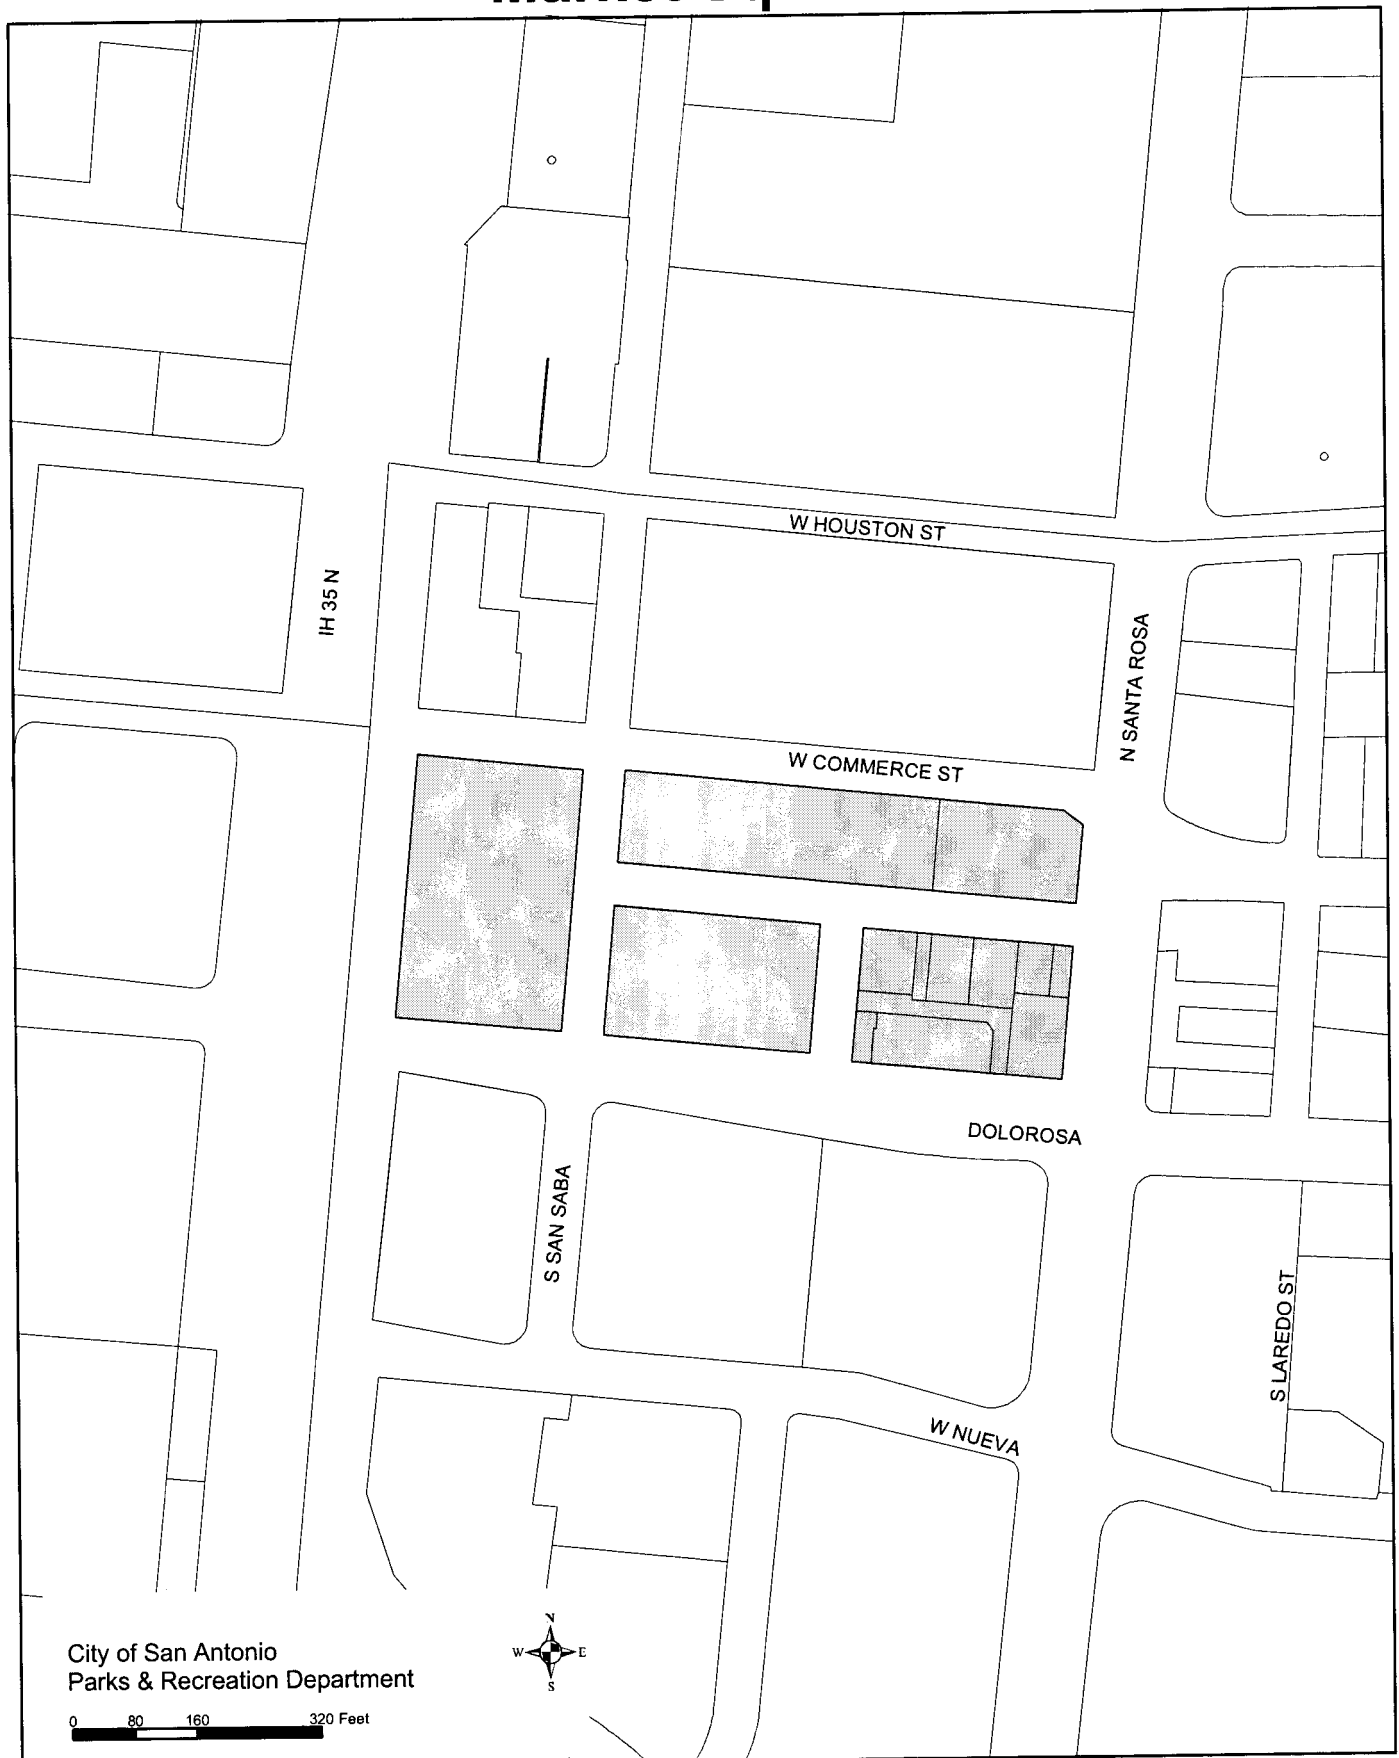 W HOUSTON ST
IH 35 N
N SANTA ROSA
W COMMERCE ST
DOLOROSA
S SAN SABA
S LAREDO ST
W NUEVA
N
W E
S
City of San Antonio
Parks & Recreation Department
0 80 160 320 Feet